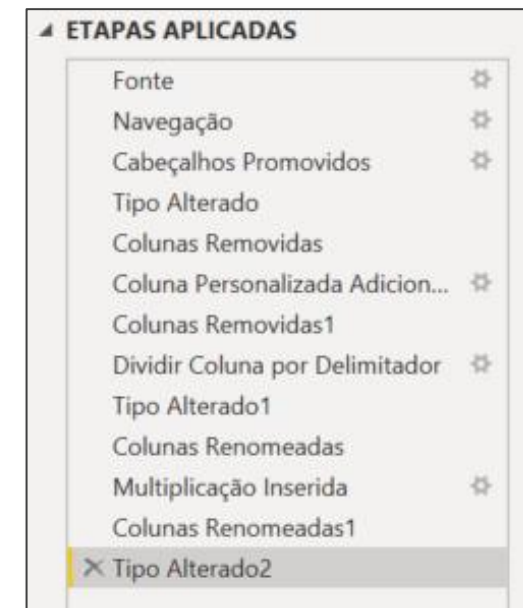 ETAPAS APLICADAS
Fonte
Navegação
Cabeçalhos Promovidos
Tipo Alterado
Colunas Removidas
Coluna Personalizada Adicion...
Colunas Removidas1
Dividir Coluna por Delimitador
Tipo Alterado1
Colunas Renomeadas
Multiplicação Inserida
Colunas Renomeadas1
Tipo Alterado2